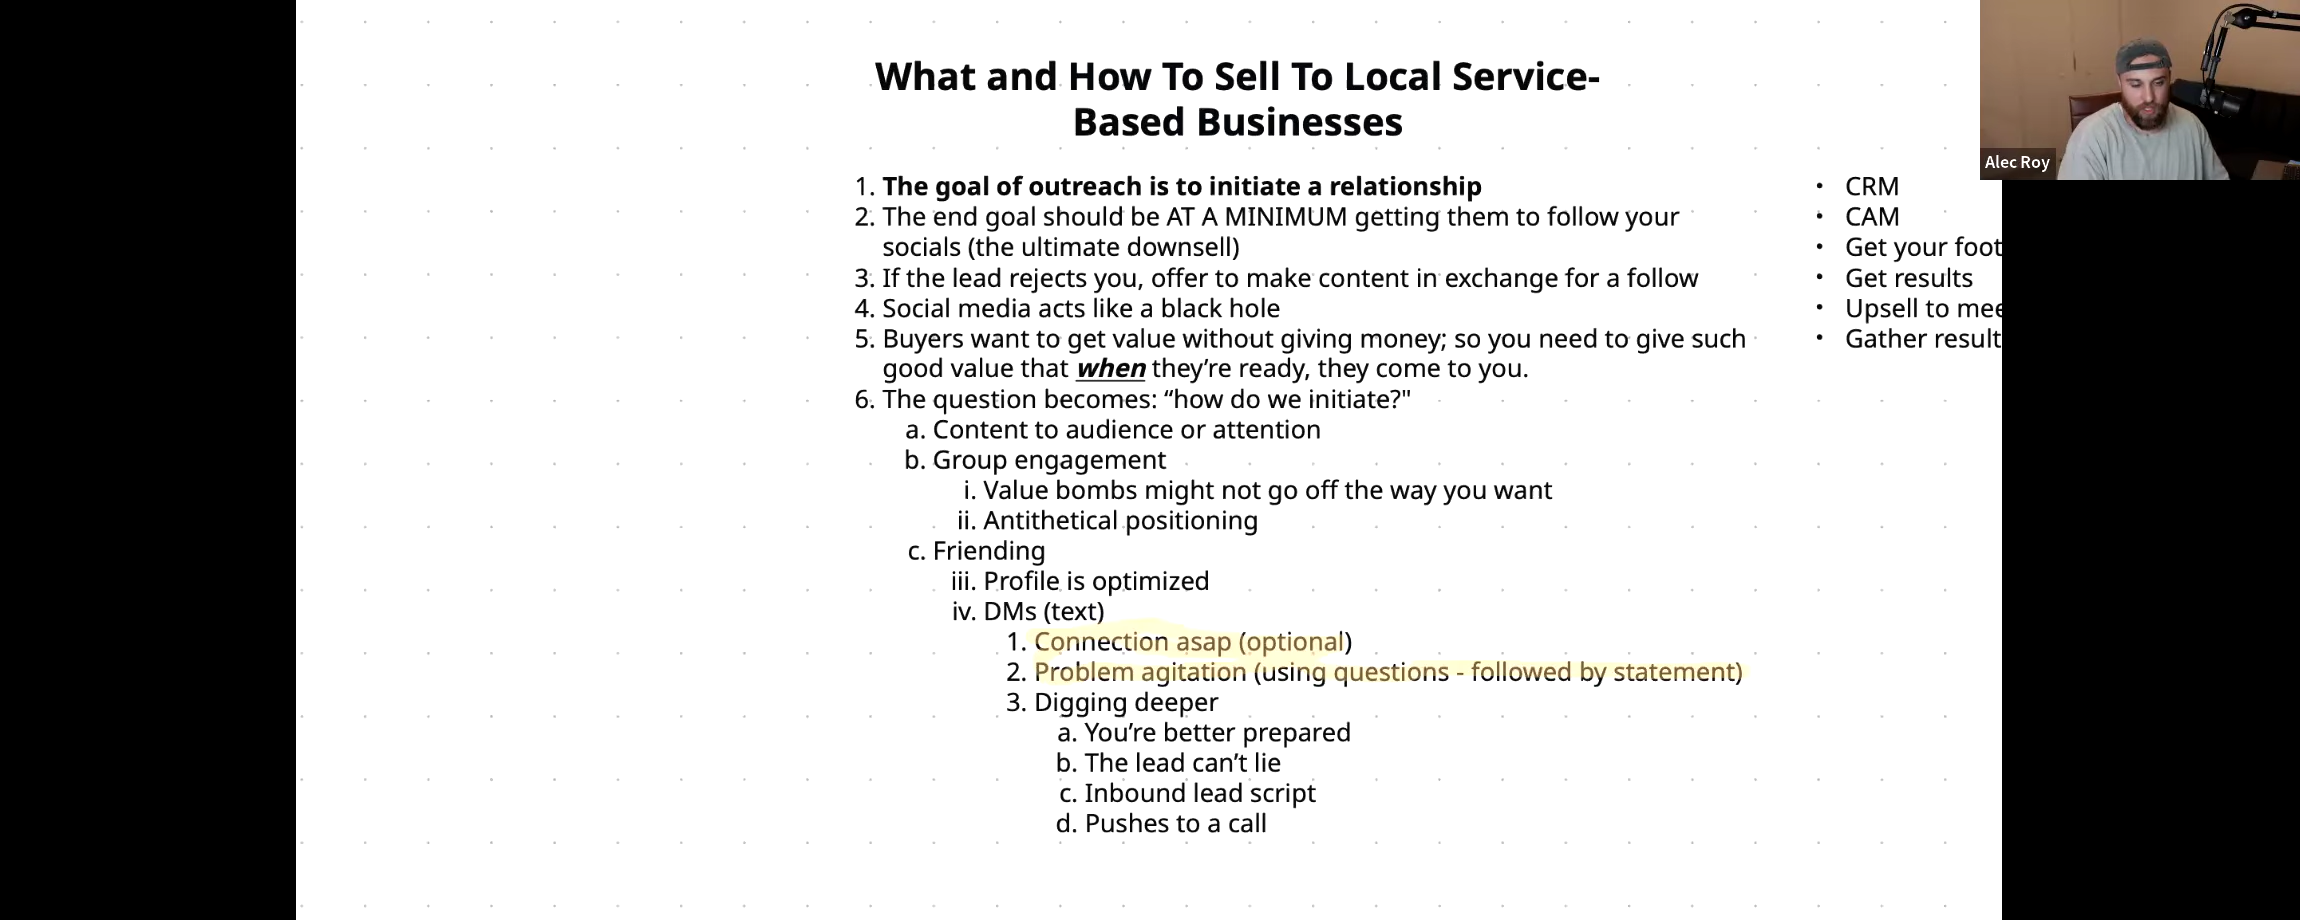 What and How To Sell To Local Service-
Based Businesses
1. The goal of outreach is to initiate a relationship
2. The end goal should be AT A MINIMUM getting them to follow your
socials (the ultimate downsell)
3. If the lead rejects you, offer to make content in exchange for a follow
4. Social media acts like a black hole
5. Buyers want to get value without giving money; so you need to give such
good value that when they’re ready, they come to you.
6. The question becomes: “how do we initiate?"
a. Content to audience or attention
b. Group engagement
i. Value bombs might not go off the way you want
ii. Antithetical positioning
c. Friending
iii. Profile is optimized
iv. DMs (text)
1. Connection asap (optional)
2. Problem agitation (using questions - followed by statement)
3. Digging deeper
a. You’re better prepared
b. The lead can’t lie
c. Inbound lead script
d. Pushes to a call
• CRM
• CAM
• Get your foot
• Get results
• Upsell to mee
• Gather result
Alec Roy